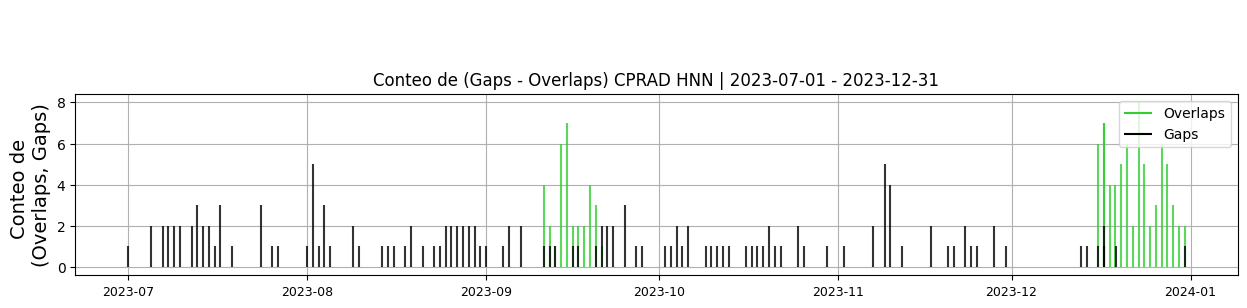 Conteo de (Gaps - Overlaps) CPRAD HNN | 2023-07-01 - 2023-12-31
Conteo de
(Overlaps, Gaps)
8
6
4
2
0
Overlaps
Gaps
2023-07
2023-08
2023-09
2023-10
2023-11
2023-12
2024-01